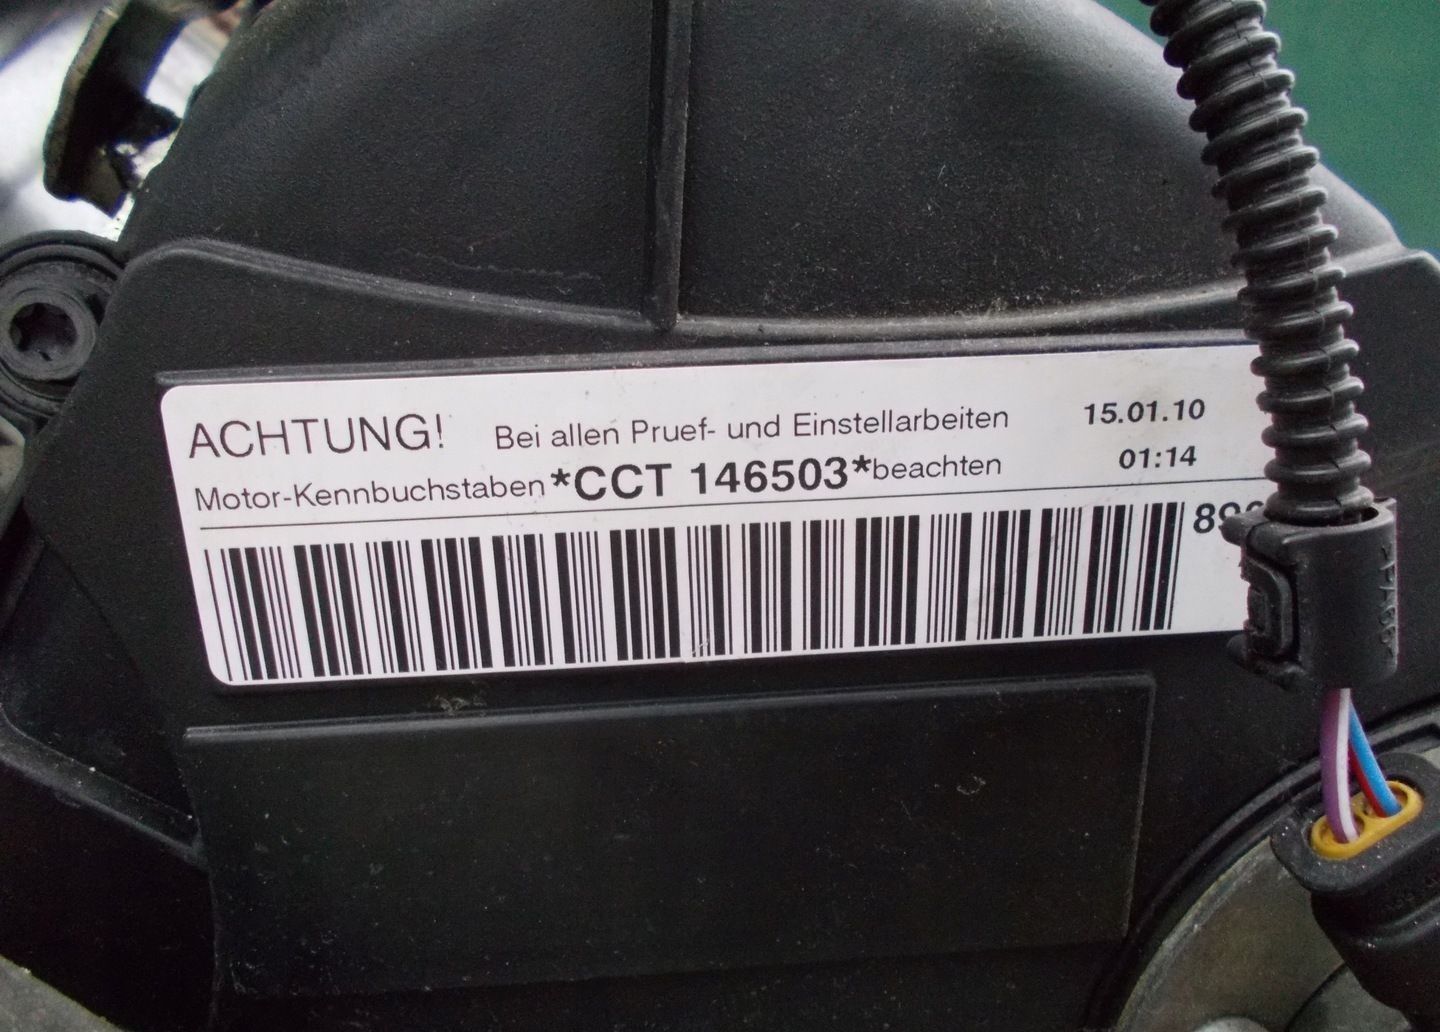 ACHTUNG! Bei allen Pruef- und Einstellarbeiten 15.01.10
Motor-Kennbuchstaben *CCT 146503* beachten 01:14